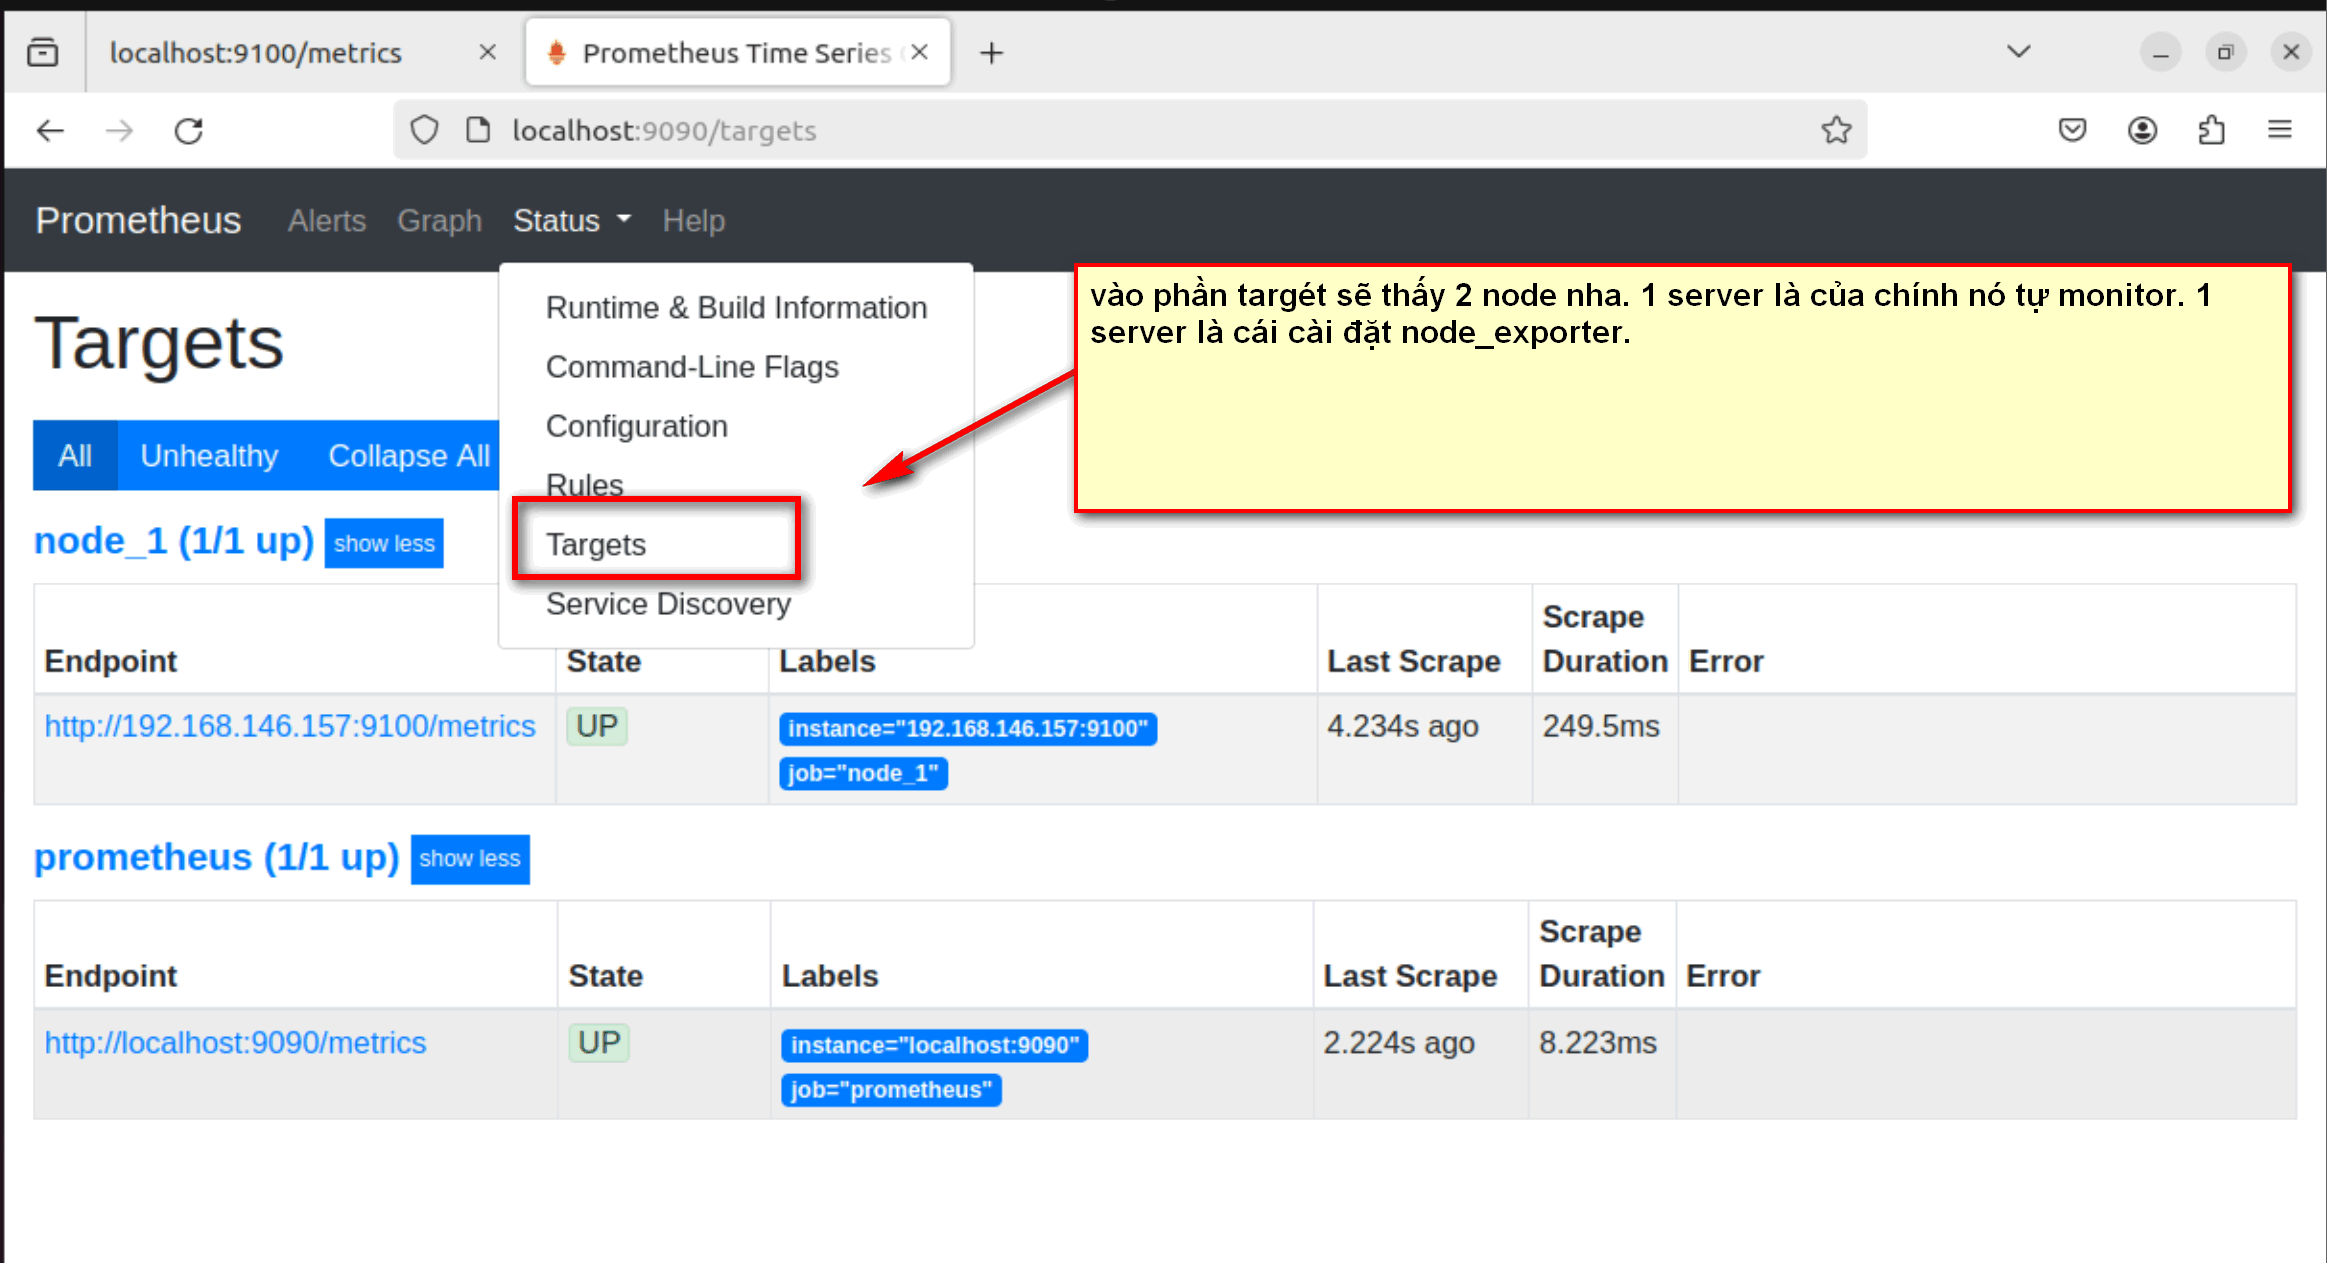 localhost:9100/metrics
Prometheus Time Series
localhost:9090/targets
Prometheus Alerts Graph Status Help
Runtime & Build Information
Command-Line Flags
Configuration
Rules
Targets
Service Discovery
vào phần targét sẽ thấy 2 node nha. 1 server là của chính nó tự monitor. 1
server là cái cài đặt node_exporter.
Targets
All Unhealthy Collapse All
node_1 (1/1 up) show less
Endpoint State Labels Last Scrape Scrape Duration Error
http://192.168.146.157:9100/metrics UP instance="192.168.146.157:9100" 4.234s ago 249.5ms
job="node_1"
prometheus (1/1 up) show less
Endpoint State Labels Last Scrape Scrape Duration Error
http://localhost:9090/metrics UP instance="localhost:9090" 2.224s ago 8.223ms
job="prometheus"